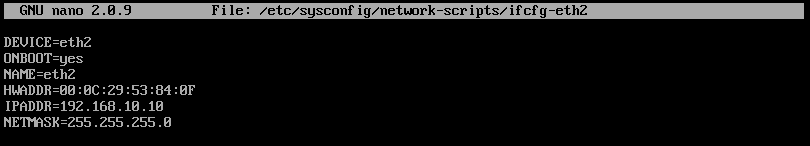 GNU nano 2.0.9 File: /etc/sysconfig/network-scripts/ifcfg-eth2
DEVICE=eth2
ONBOOT=yes
NAME=eth2
HWADDR=00:0C:29:53:84:0F
IPADDR=192.168.10.10
NETMASK=255.255.255.0